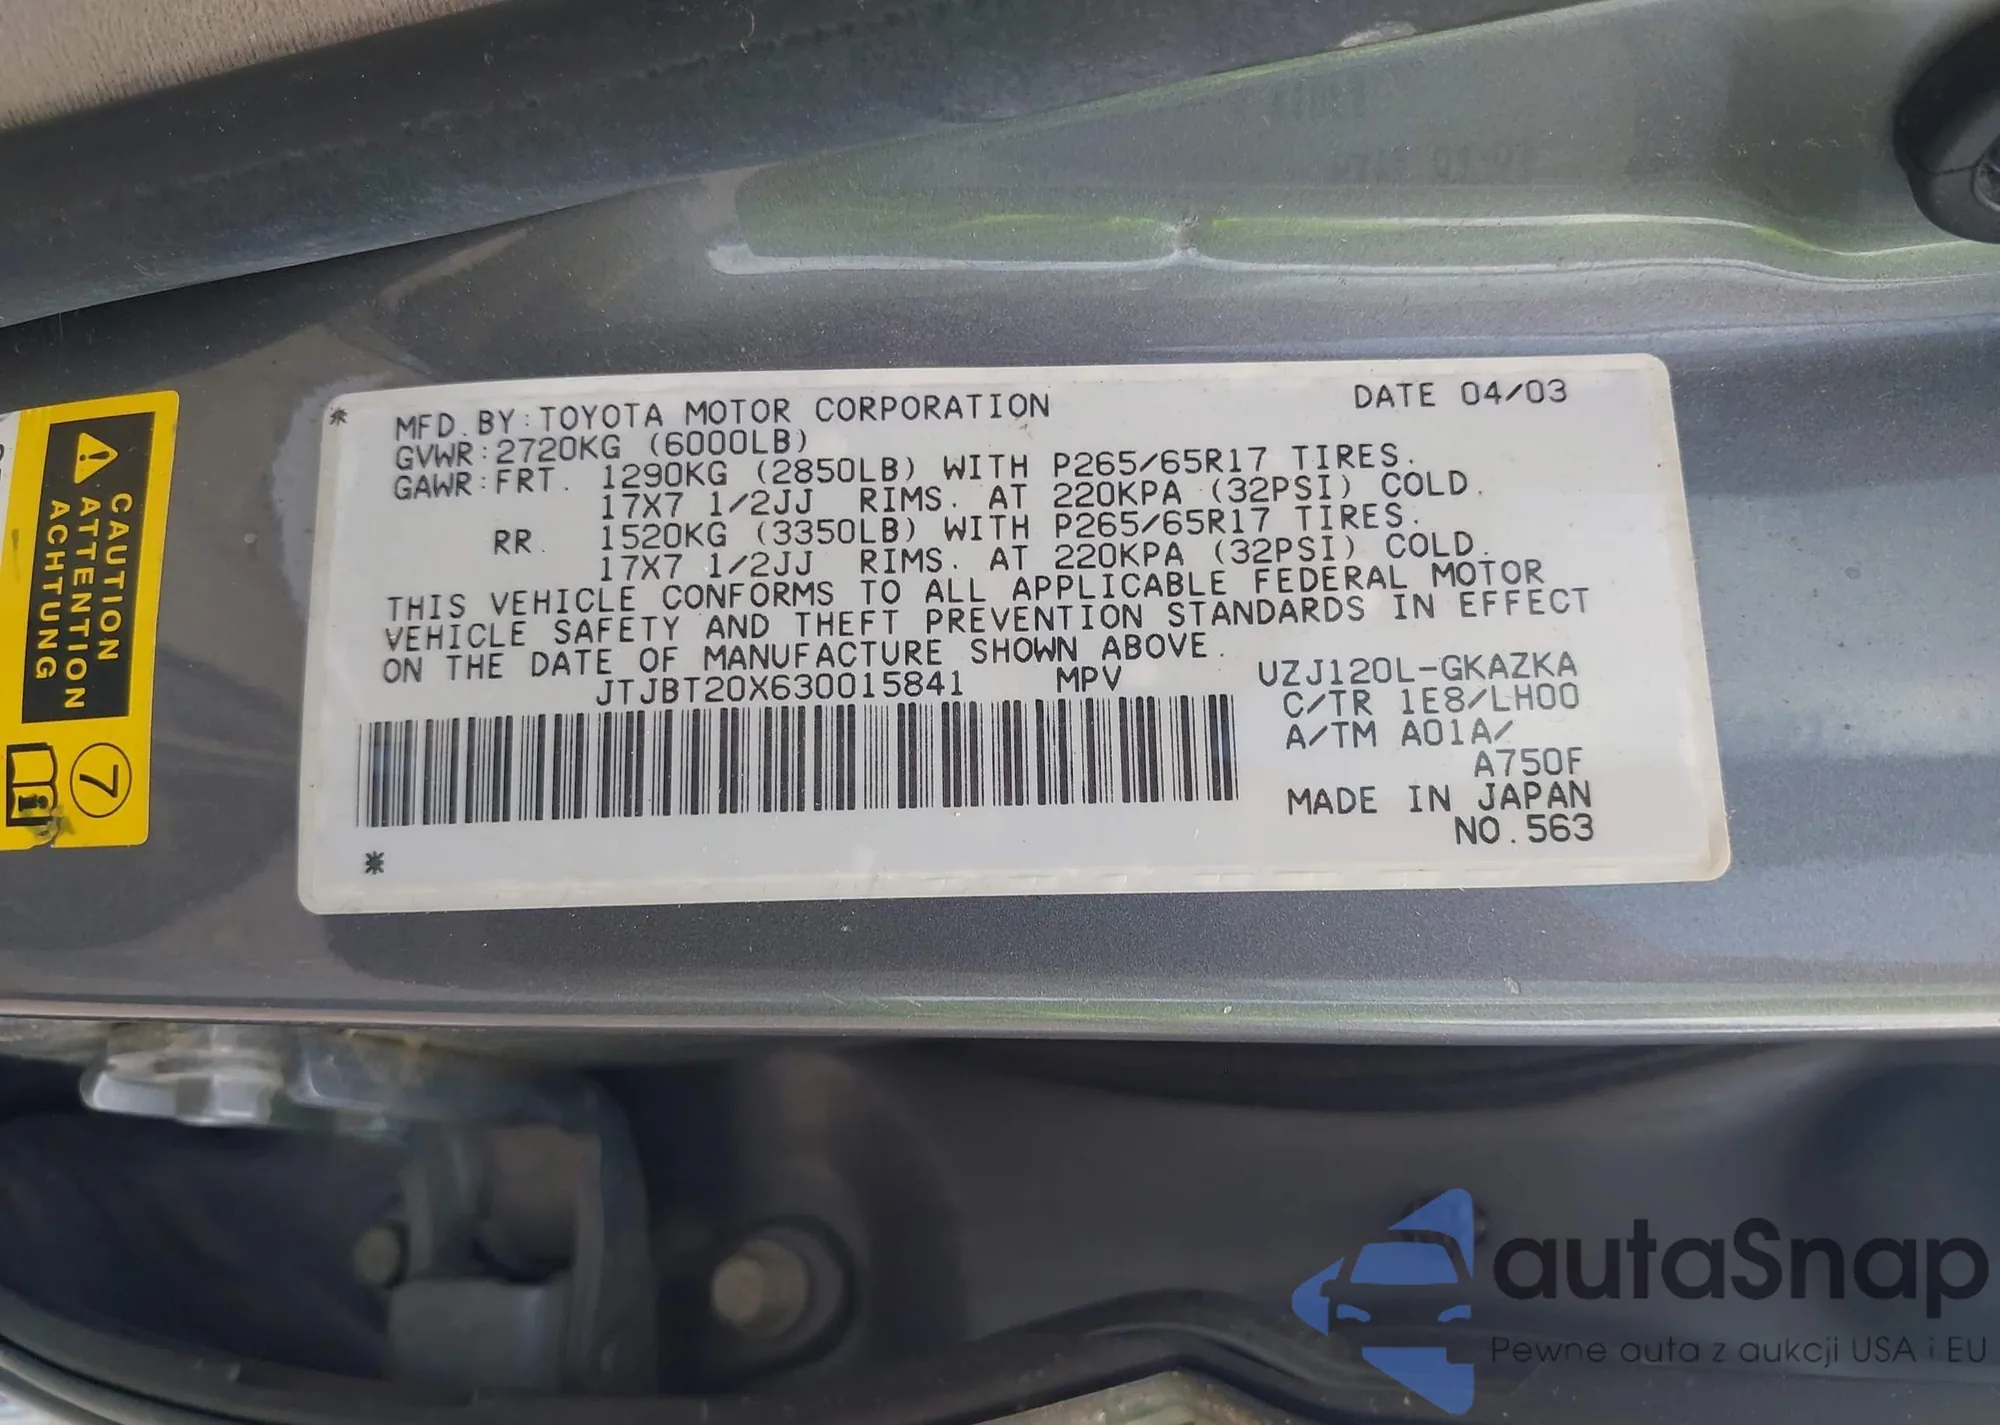 * MFD. BY: TOYOTA MOTOR CORPORATION DATE 04/03
GVWR: 2720KG (6000LB)
GAWR: FRT. 1290KG (2850LB) WITH P265/65R17 TIRES.
17X7 1/2JJ RIMS. AT 220KPA (32PSI) COLD.
RR. 1520KG (3350LB) WITH P265/65R17 TIRES.
17X7 1/2JJ RIMS. AT 220KPA (32PSI) COLD.
THIS VEHICLE CONFORMS TO ALL APPLICABLE FEDERAL MOTOR
VEHICLE SAFETY AND THEFT PREVENTION STANDARDS IN EFFECT
ON THE DATE OF MANUFACTURE SHOWN ABOVE.
JTJBT20X630015841 MPV UZJ120L-GKAZKA
C/TR 1E8/LH00
A/TM A01A/
A750F
MADE IN JAPAN
NO. 563
*
CAUTION
ATTENTION
ACHTUNG
7
autaSnap
Pewne auta z aukcji USA i EU